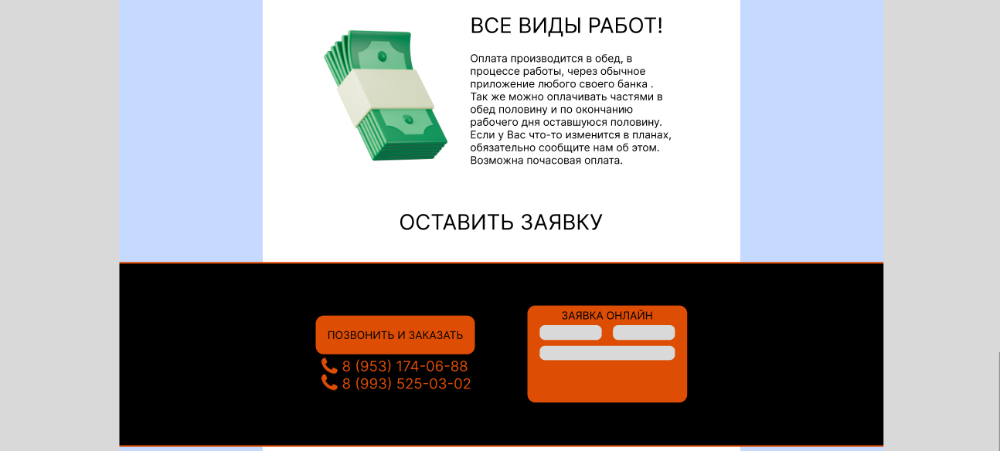 ВСЕ ВИДЫ РАБОТ!
Оплата производится в обед, в
процессе работы, через обычное
приложение любого своего банка .
Так же можно оплачивать частями в
обед половину и по окончанию
рабочего дня оставшуюся половину.
Если у Вас что-то изменится в планах,
обязательно сообщите нам об этом.
Возможна почасовая оплата.
ОСТАВИТЬ ЗАЯВКУ
ПОЗВОНИТЬ И ЗАКАЗАТЬ
8 (953) 174-06-88
8 (993) 525-03-02
ЗАЯВКА ОНЛАЙН